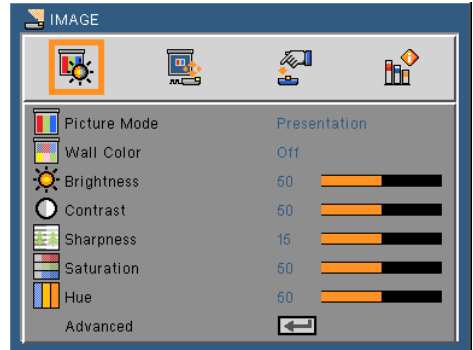 IMAGE
Picture Mode Presentation
Wall Color Off
Brightness 50
Contrast 50
Sharpness 15
Saturation 50
Hue 50
Advanced